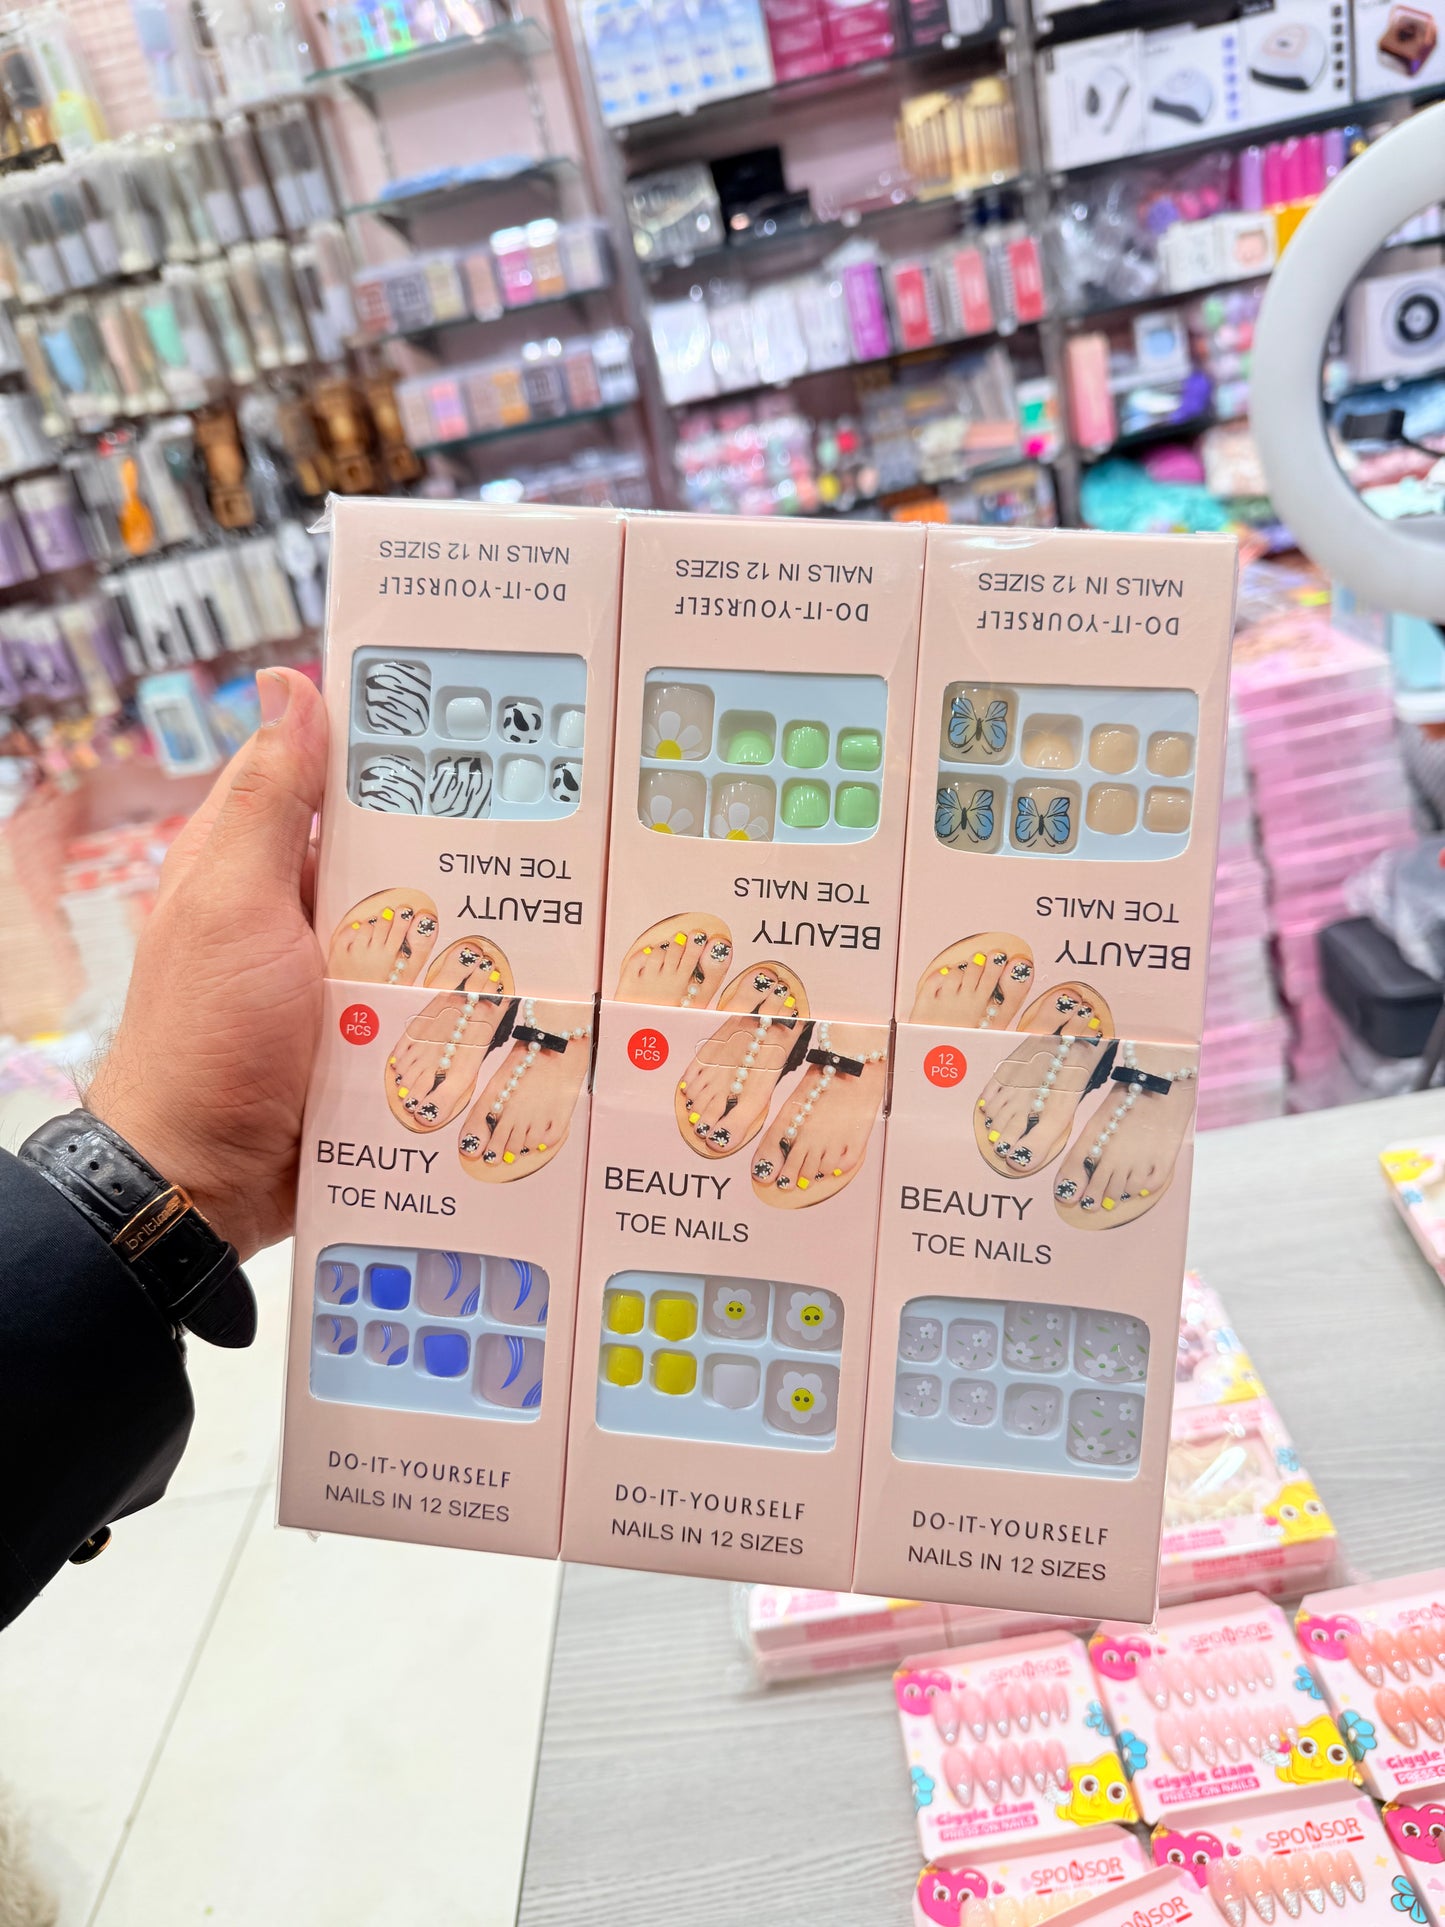 NAILS IN 12 SIZES
DO-IT-YOURSELF
TOE NAILS
BEAUTY
NAILS IN 12 SIZES
DO-IT-YOURSELF
TOE NAILS
BEAUTY
NAILS IN 12 SIZES
DO-IT-YOURSELF
TOE NAILS
BEAUTY
12
PCS
BEAUTY
TOE NAILS
DO-IT-YOURSELF
NAILS IN 12 SIZES
12
PCS
BEAUTY
TOE NAILS
DO-IT-YOURSELF
NAILS IN 12 SIZES
12
PCS
BEAUTY
TOE NAILS
DO-IT-YOURSELF
NAILS IN 12 SIZES
britime
SPONSOR
Giggle Glam
PRESS ON NAILS
SPONSOR
Giggle Glam
PRESS ON NAILS
Giggle
SPONSOR
SPONSOR
SPONSOR